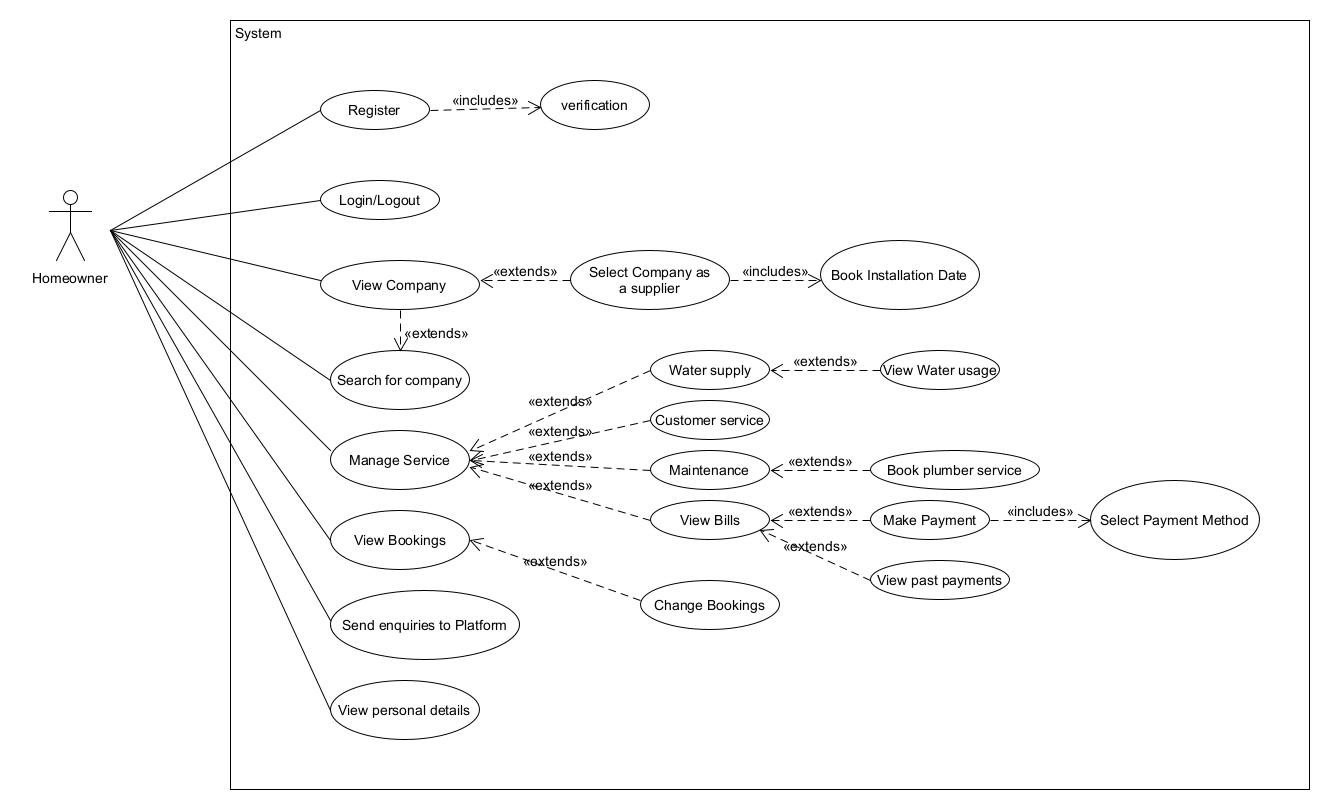 System
Register
«includes»
verification
Login/Logout
Homeowner
View Company
«extends»
Select Company as
a supplier
«includes»
Book Installation Date
«extends»
Search for company
Water supply
«extends»
View Water usage
«extends»
Customer service
«extends»
Manage Service
«extends»
Maintenance
«extends»
Book plumber service
«extends»
View Bills
«extends»
Make Payment
«includes»
Select Payment Method
View Bookings
«extends»
«extends»
View past payments
Change Bookings
Send enquiries to Platform
View personal details